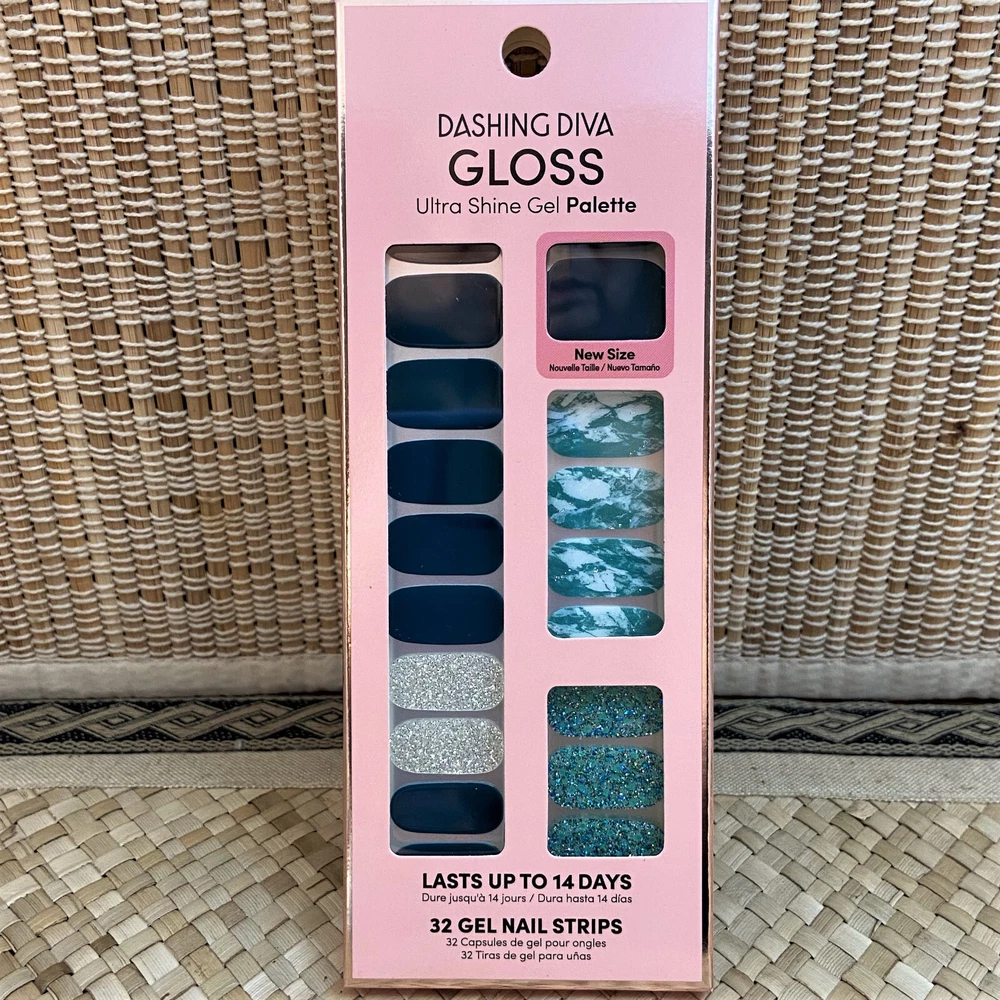 DASHING DIVA
GLOSS
Ultra Shine Gel Palette
New Size
Nouvelle Taille / Nuevo Tamaño
LASTS UP TO 14 DAYS
Dure jusqu'à 14 jours / Dura hasta 14 días
32 GEL NAIL STRIPS
32 Capsules de gel pour ongles
32 Tiras de gel para uñas